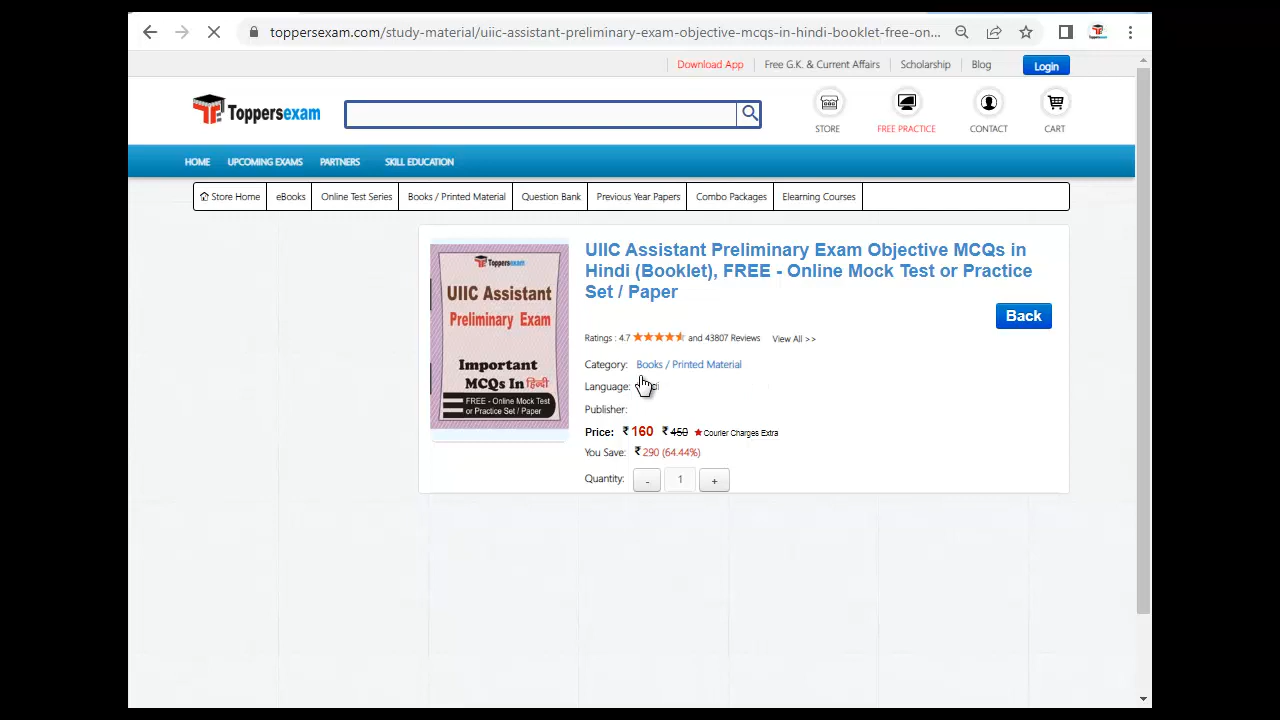 toppersexam.com/study-material/uiic-assistant-preliminary-exam-objective-mcqs-in-hindi-booklet-free-on...
Download App Free G.K. & Current Affairs Scholarship Blog Login
Toppersexam
STORE FREE PRACTICE CONTACT CART
HOME UPCOMING EXAMS PARTNERS SKILL EDUCATION
Store Home eBooks Online Test Series Books / Printed Material Question Bank Previous Year Papers Combo Packages Elearning Courses
Toppersexam
UIIC Assistant
Preliminary Exam
Important
MCQs In हिन्दी
FREE - Online Mock Test
or Practice Set / Paper
UIIC Assistant Preliminary Exam Objective MCQs in
Hindi (Booklet), FREE - Online Mock Test or Practice
Set / Paper
Back
Ratings : 4.7 and 43807 Reviews View All >>
Category: Books / Printed Material
Language:
Publisher:
Price: ₹ 160 ₹ 450 Courier Charges Extra
You Save: ₹ 290 (64.44%)
Quantity: - 1 +